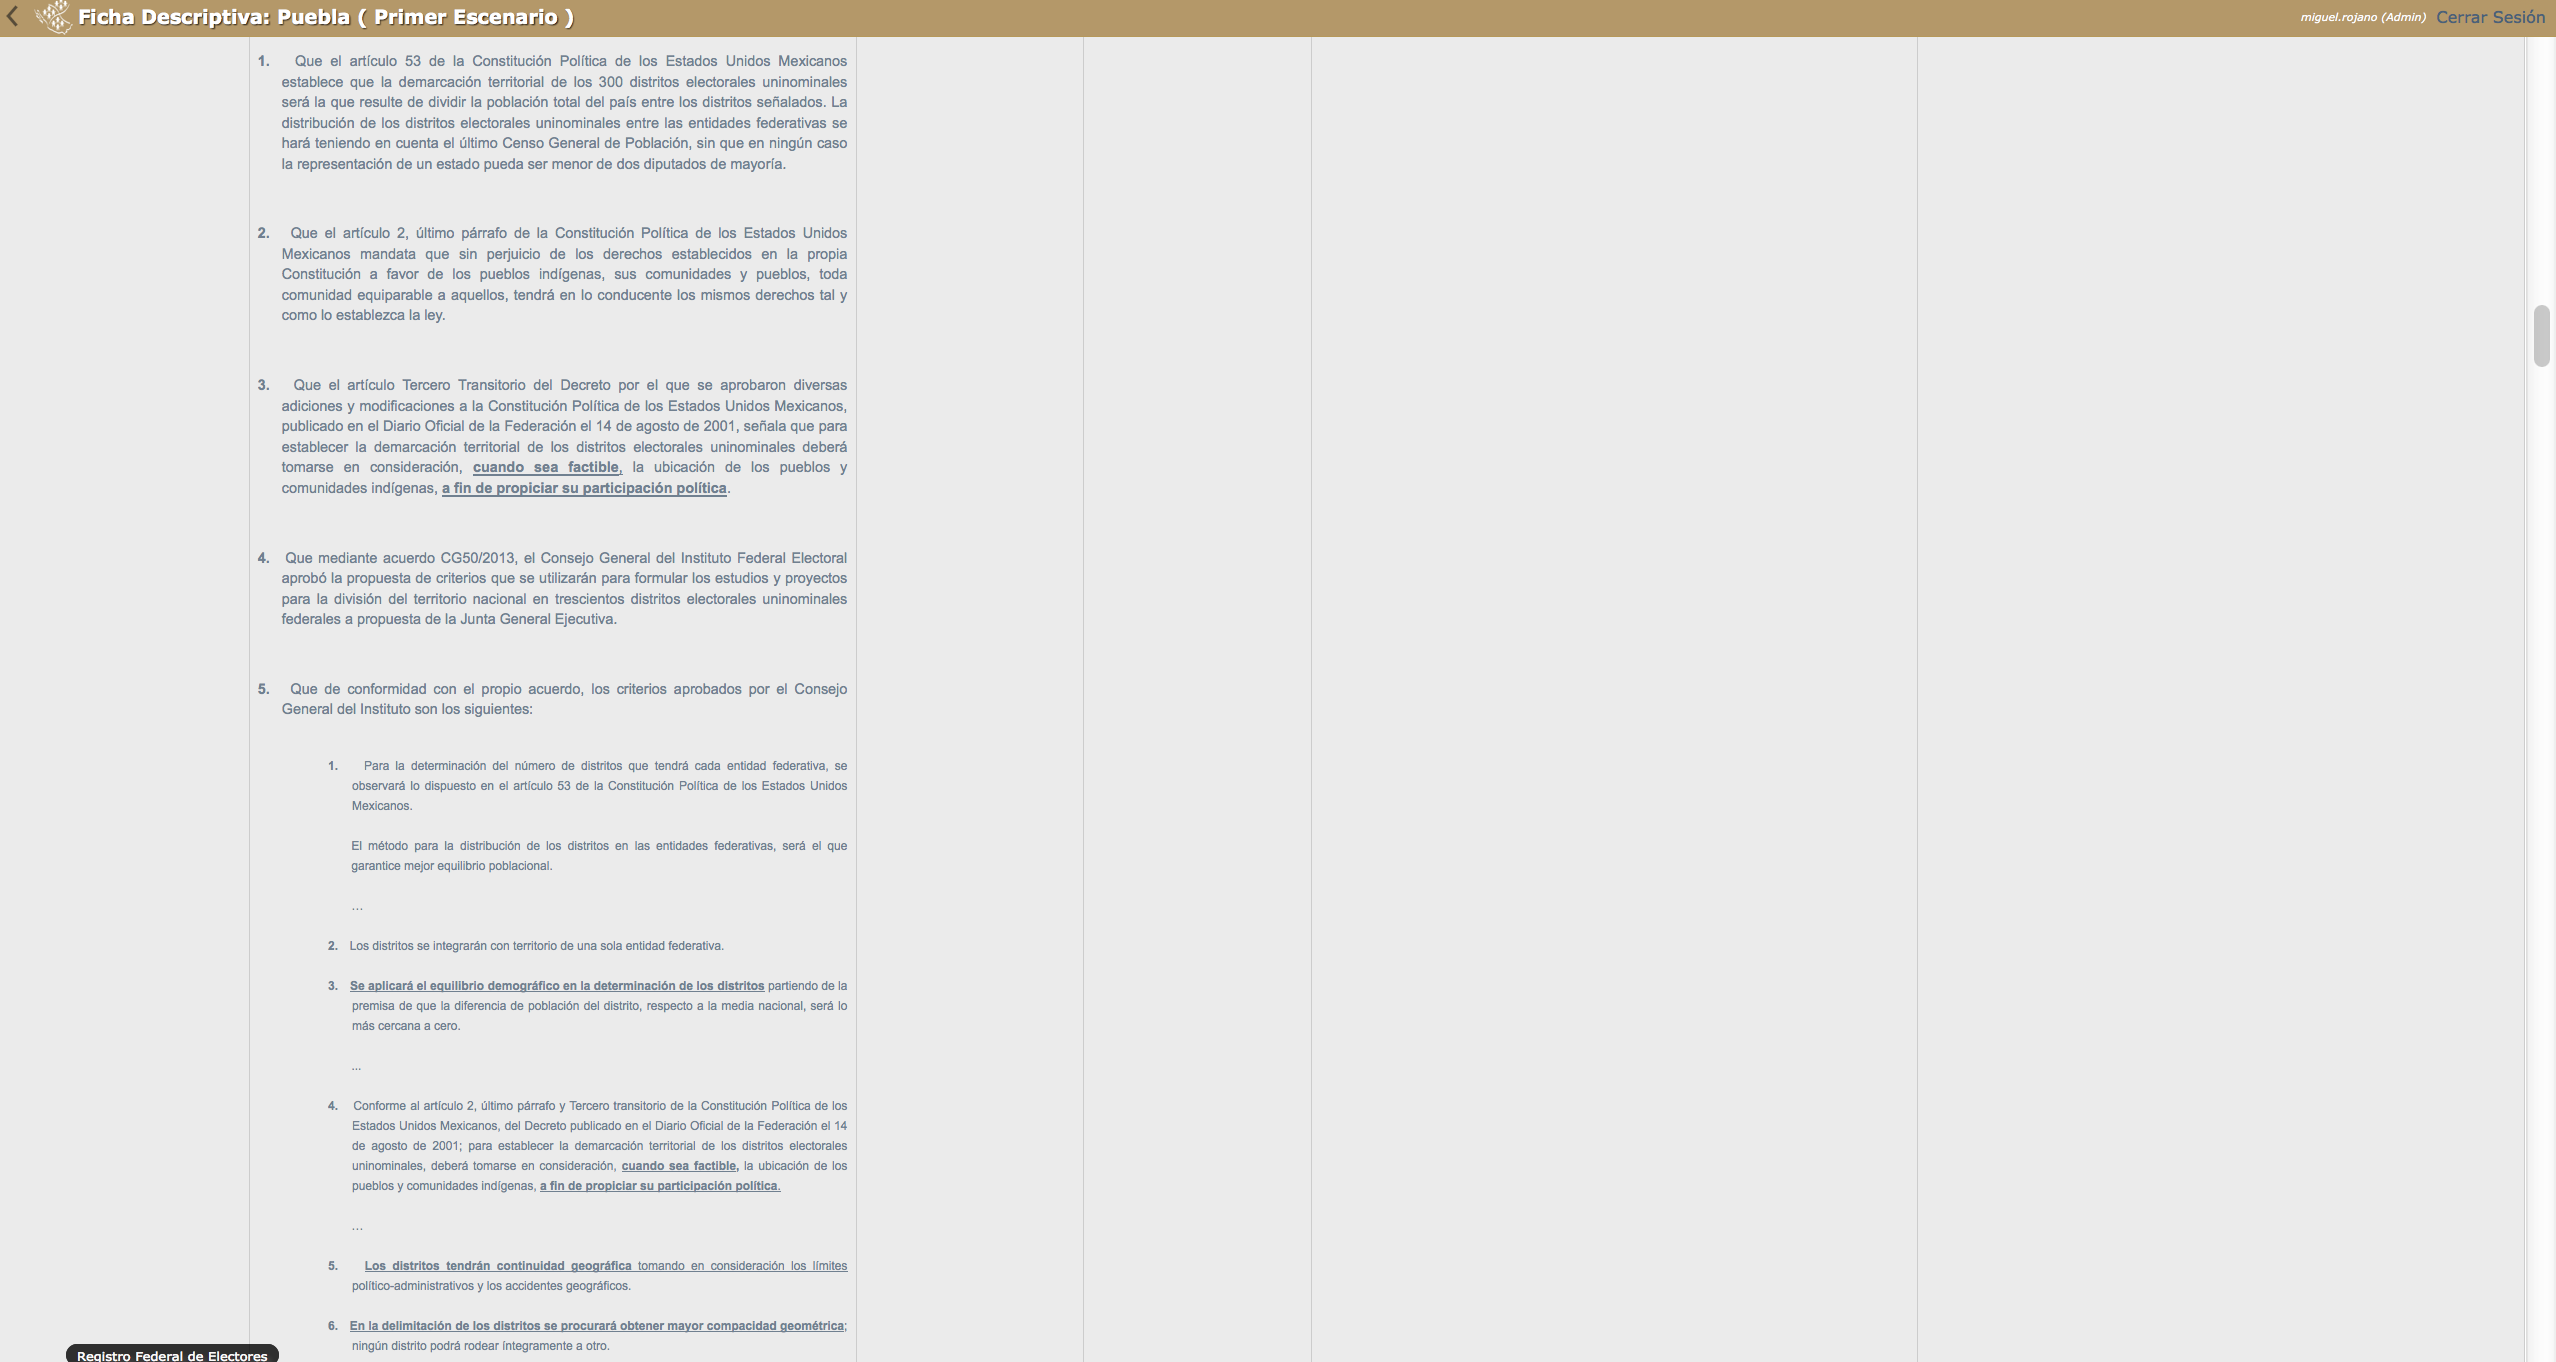 Ficha Descriptiva: Puebla ( Primer Escenario )
miguel.rojano (Admin) Cerrar Sesión
1. Que el artículo 53 de la Constitución Política de los Estados Unidos Mexicanos
establece que la demarcación territorial de los 300 distritos electorales uninominales
será la que resulte de dividir la población total del país entre los distritos señalados. La
distribución de los distritos electorales uninominales entre las entidades federativas se
hará teniendo en cuenta el último Censo General de Población, sin que en ningún caso
la representación de un estado pueda ser menor de dos diputados de mayoría.
2. Que el artículo 2, último párrafo de la Constitución Política de los Estados Unidos
Mexicanos mandata que sin perjuicio de los derechos establecidos en la propia
Constitución a favor de los pueblos indígenas, sus comunidades y pueblos, toda
comunidad equiparable a aquellos, tendrá en lo conducente los mismos derechos tal y
como lo establezca la ley.
3. Que el artículo Tercero Transitorio del Decreto por el que se aprobaron diversas
adiciones y modificaciones a la Constitución Política de los Estados Unidos Mexicanos,
publicado en el Diario Oficial de la Federación el 14 de agosto de 2001, señala que para
establecer la demarcación territorial de los distritos electorales uninominales deberá
tomarse en consideración, cuando sea factible, la ubicación de los pueblos y
comunidades indígenas, a fin de propiciar su participación política.
4. Que mediante acuerdo CG50/2013, el Consejo General del Instituto Federal Electoral
aprobó la propuesta de criterios que se utilizarán para formular los estudios y proyectos
para la división del territorio nacional en trescientos distritos electorales uninominales
federales a propuesta de la Junta General Ejecutiva.
5. Que de conformidad con el propio acuerdo, los criterios aprobados por el Consejo
General del Instituto son los siguientes:
1. Para la determinación del número de distritos que tendrá cada entidad federativa, se
observará lo dispuesto en el artículo 53 de la Constitución Política de los Estados Unidos
Mexicanos.
El método para la distribución de los distritos en las entidades federativas, será el que
garantice mejor equilibrio poblacional.
...
2. Los distritos se integrarán con territorio de una sola entidad federativa.
3. Se aplicará el equilibrio demográfico en la determinación de los distritos partiendo de la
premisa de que la diferencia de población del distrito, respecto a la media nacional, será lo
más cercana a cero.
...
4. Conforme al artículo 2, último párrafo y Tercero transitorio de la Constitución Política de los
Estados Unidos Mexicanos, del Decreto publicado en el Diario Oficial de la Federación el 14
de agosto de 2001; para establecer la demarcación territorial de los distritos electorales
uninominales, deberá tomarse en consideración, cuando sea factible, la ubicación de los
pueblos y comunidades indígenas, a fin de propiciar su participación política.
...
5. Los distritos tendrán continuidad geográfica tomando en consideración los límites
político-administrativos y los accidentes geográficos.
6. En la delimitación de los distritos se procurará obtener mayor compacidad geométrica;
ningún distrito podrá rodear íntegramente a otro.
Registro Federal de Electores